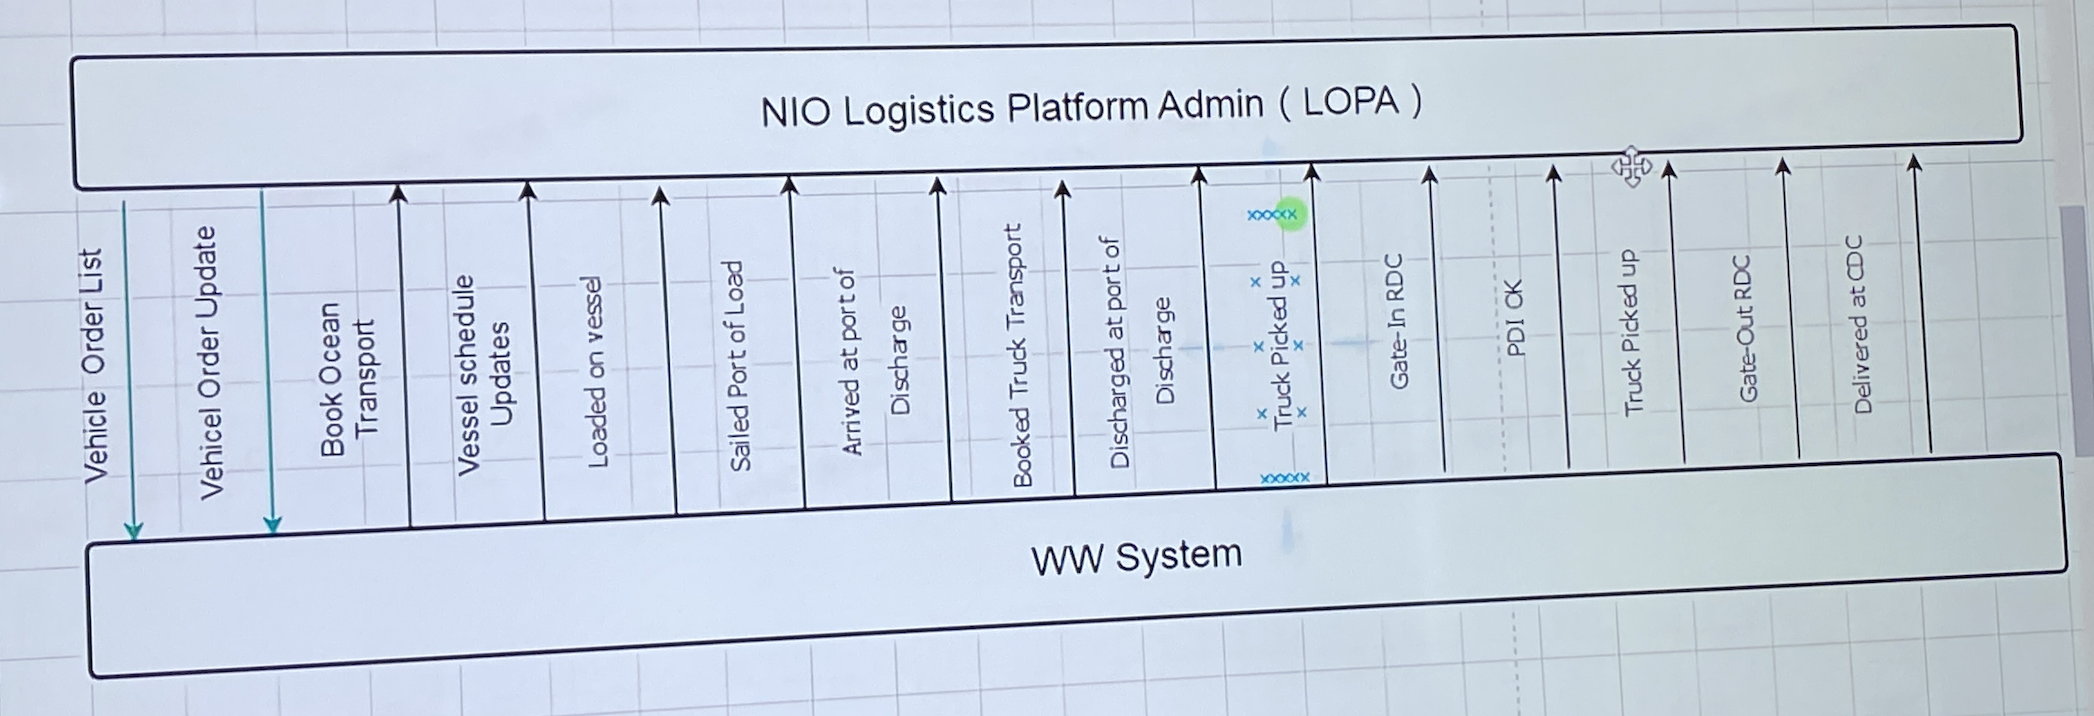 NIO Logistics Platform Admin ( LOPA )
Vehicle Order List
Vehicel Order Update
Book Ocean
Transport
Vessel schedule
Updates
Loaded on vessel
Sailed Port of Load
Arrived at port of
Discharge
Booked Truck Transport
Discharged at port of
Discharge
Truck Picked up
Gate-In RDC
PDI OK
Truck Picked up
Gate-Out RDC
Delivered at CDC
WW System